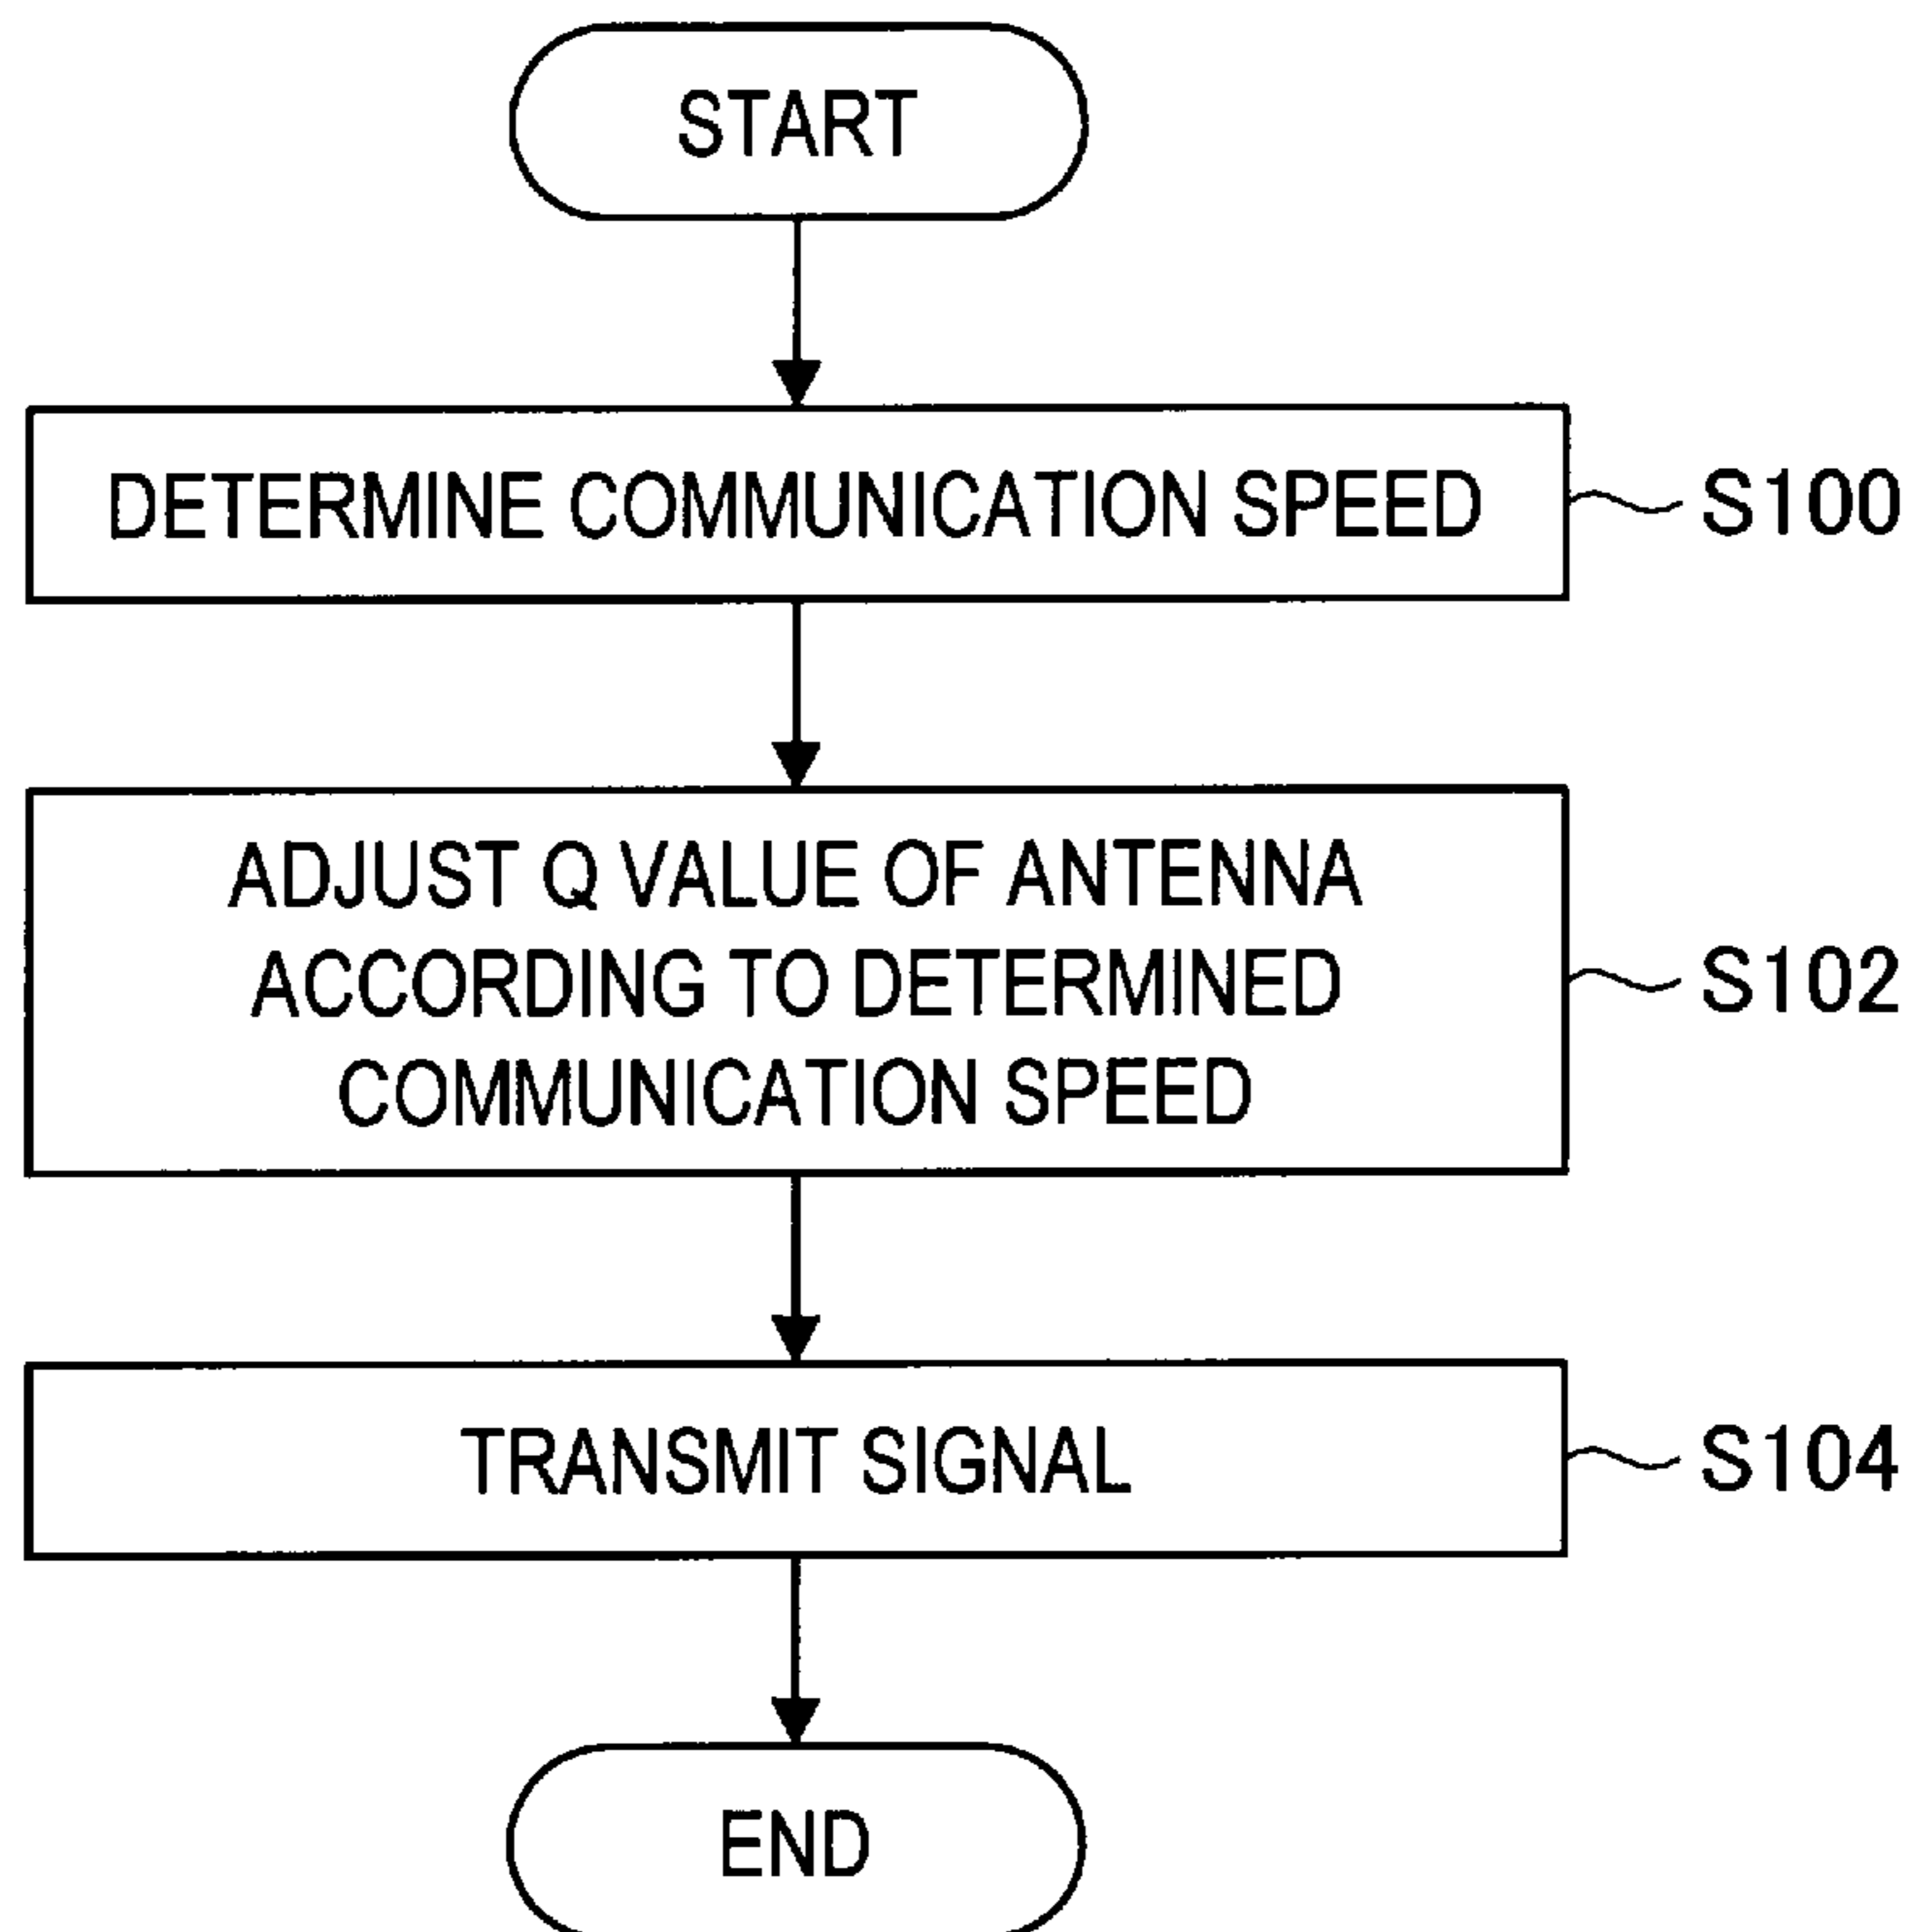 START
DETERMINE COMMUNICATION SPEED
S100
ADJUST Q VALUE OF ANTENNA
ACCORDING TO DETERMINED
COMMUNICATION SPEED
S102
TRANSMIT SIGNAL
S104
END